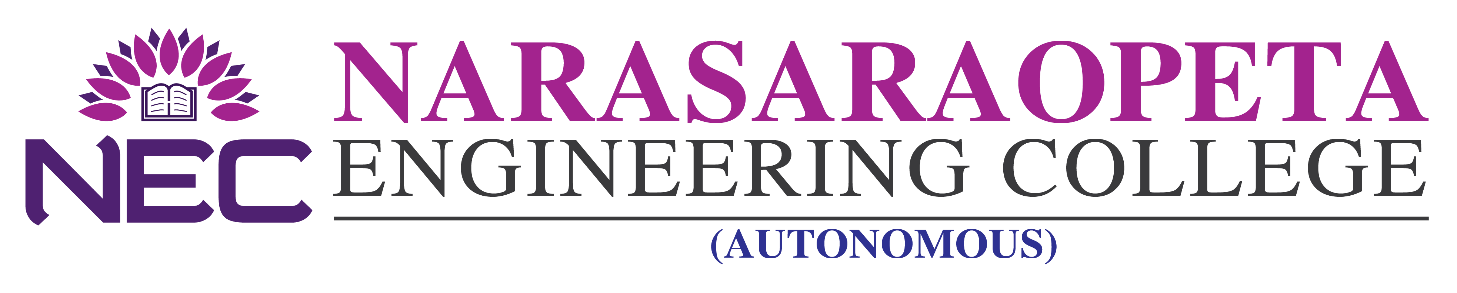 NEC
NARASARAOPETA
ENGINEERING COLLEGE
(AUTONOMOUS)